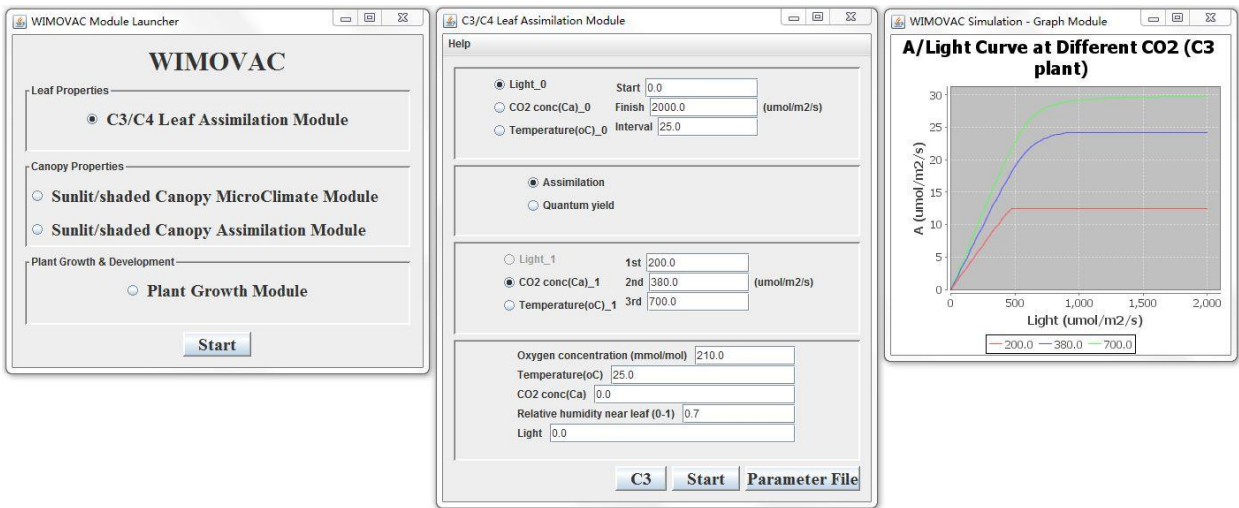 WIMOVAC Module Launcher
WIMOVAC
Leaf Properties
C3/C4 Leaf Assimilation Module
Canopy Properties
Sunlit/shaded Canopy MicroClimate Module
Sunlit/shaded Canopy Assimilation Module
Plant Growth & Development
Plant Growth Module
Start
C3/C4 Leaf Assimilation Module
Help
Light_0 Start 0.0
CO2 conc(Ca)_0 Finish 2000.0 (umol/m2/s)
Temperature(oC)_0 Interval 25.0
Assimilation
Quantum yield
Light_1 1st 200.0
CO2 conc(Ca)_1 2nd 380.0 (umol/m2/s)
Temperature(oC)_1 3rd 700.0
Oxygen concentration (mmol/mol) 210.0
Temperature(oC) 25.0
CO2 conc(Ca) 0.0
Relative humidity near leaf (0-1) 0.7
Light 0.0
C3 Start Parameter File
WIMOVAC Simulation - Graph Module
A/Light Curve at Different CO2 (C3
plant)
A (umol/m2/s)
30
25
20
15
10
5
0
0 500 1,000 1,500 2,000
Light (umol/m2/s)
200.0 380.0 700.0